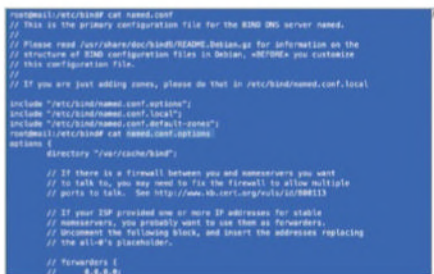 root@mail:/etc/bind# cat named.conf
// This is the primary configuration file for the BIND DNS server named.
//
// Please read /usr/share/doc/bind9/README.Debian.gz for information on the
// structure of BIND configuration files in Debian, *BEFORE* you customize
// this configuration file.
//
// If you are just adding zones, please do that in /etc/bind/named.conf.local

include "/etc/bind/named.conf.options";
include "/etc/bind/named.conf.local";
include "/etc/bind/named.conf.default-zones";
root@mail:/etc/bind# cat named.conf.options
options {
directory "/var/cache/bind";

// If there is a firewall between you and nameservers you want
// to talk to, you may need to fix the firewall to allow multiple
// ports to talk. See http://www.kb.cert.org/vuls/id/800113

// If your ISP provided one or more IP addresses for stable
// nameservers, you probably want to use them as forwarders.
// Uncomment the following block, and insert the addresses replacing
// the all-0's placeholder.

// forwarders {
// 0.0.0.0;